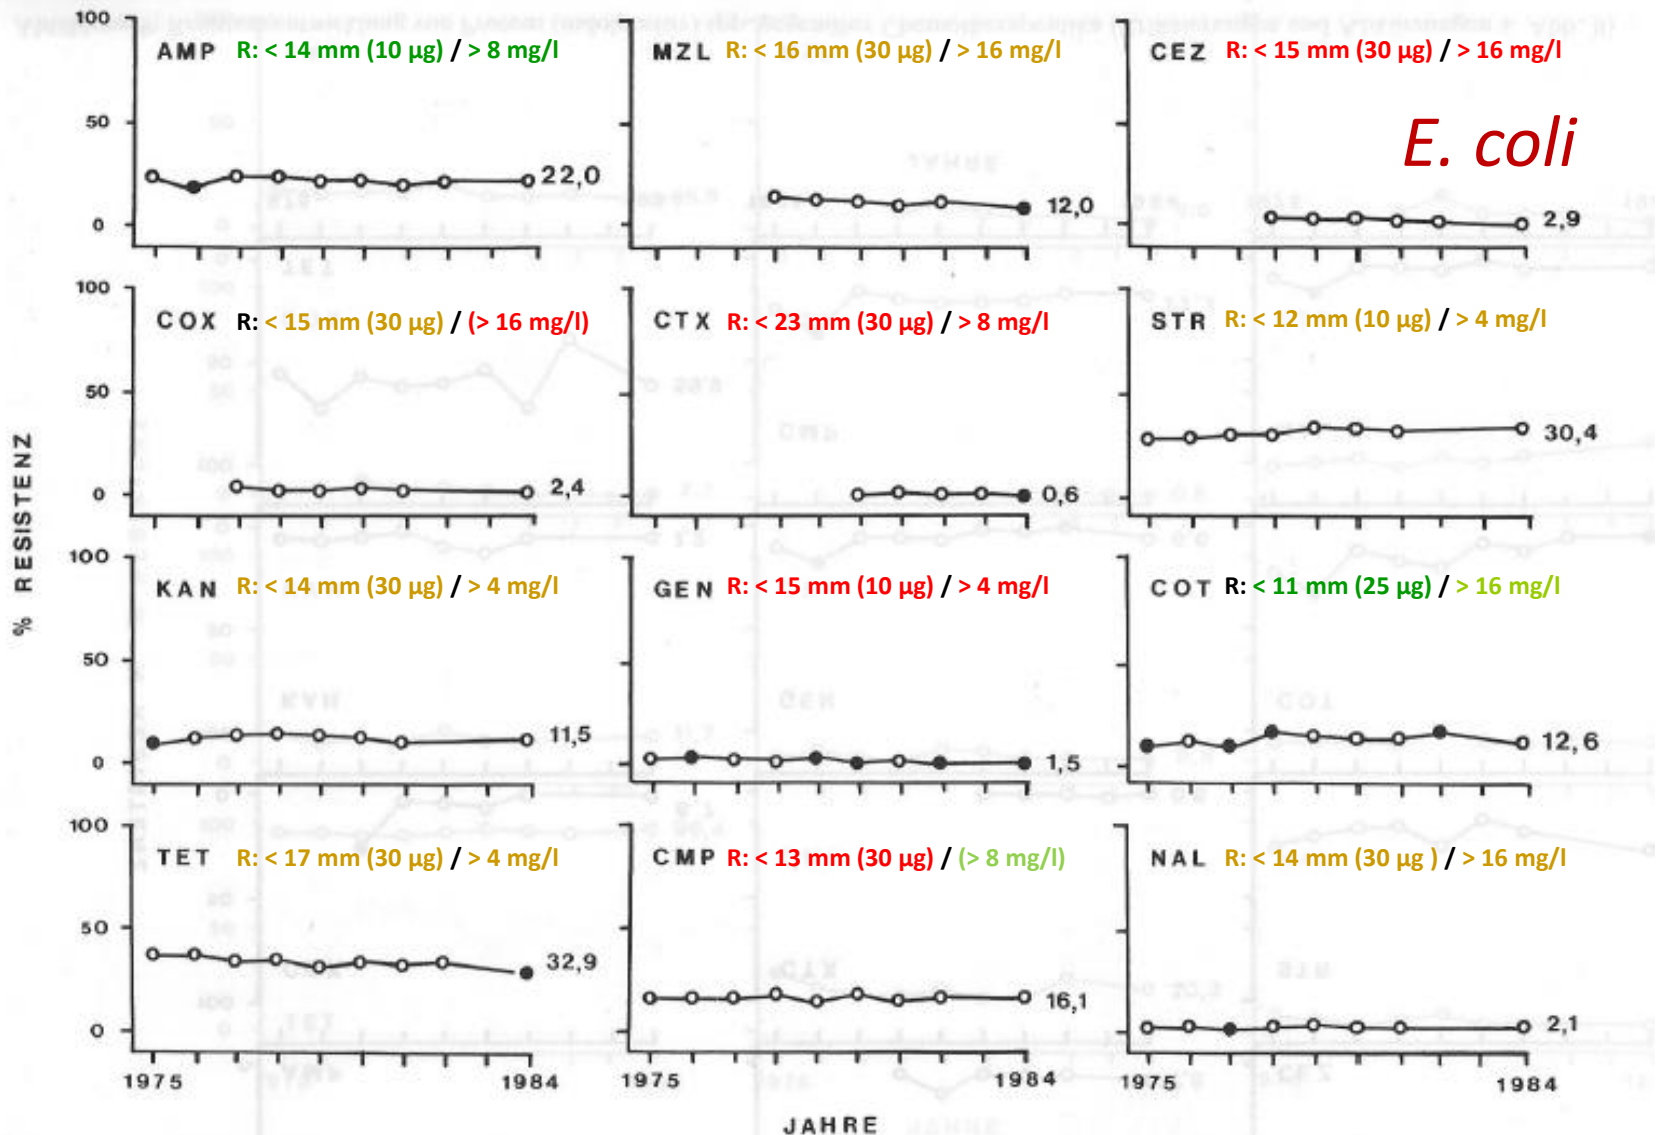 100
50
0
AMP R: < 14 mm (10 µg) / > 8 mg/l
22,0
MZL R: < 16 mm (30 µg) / > 16 mg/l
12,0
CEZ R: < 15 mm (30 µg) / > 16 mg/l
E. coli
2,9
100
50
0
COX R: < 15 mm (30 µg) / (> 16 mg/l)
2,4
CTX R: < 23 mm (30 µg) / > 8 mg/l
0,6
STR R: < 12 mm (10 µg) / > 4 mg/l
30,4
% RESISTENZ
100
50
0
KAN R: < 14 mm (30 µg) / > 4 mg/l
11,5
GEN R: < 15 mm (10 µg) / > 4 mg/l
1,5
COT R: < 11 mm (25 µg) / > 16 mg/l
12,6
100
50
0
TET R: < 17 mm (30 µg) / > 4 mg/l
32,9
CMP R: < 13 mm (30 µg) / (> 8 mg/l)
16,1
NAL R: < 14 mm (30 µg ) / > 16 mg/l
2,1
1975 1984 1975 1984 1975 1984
JAHRE